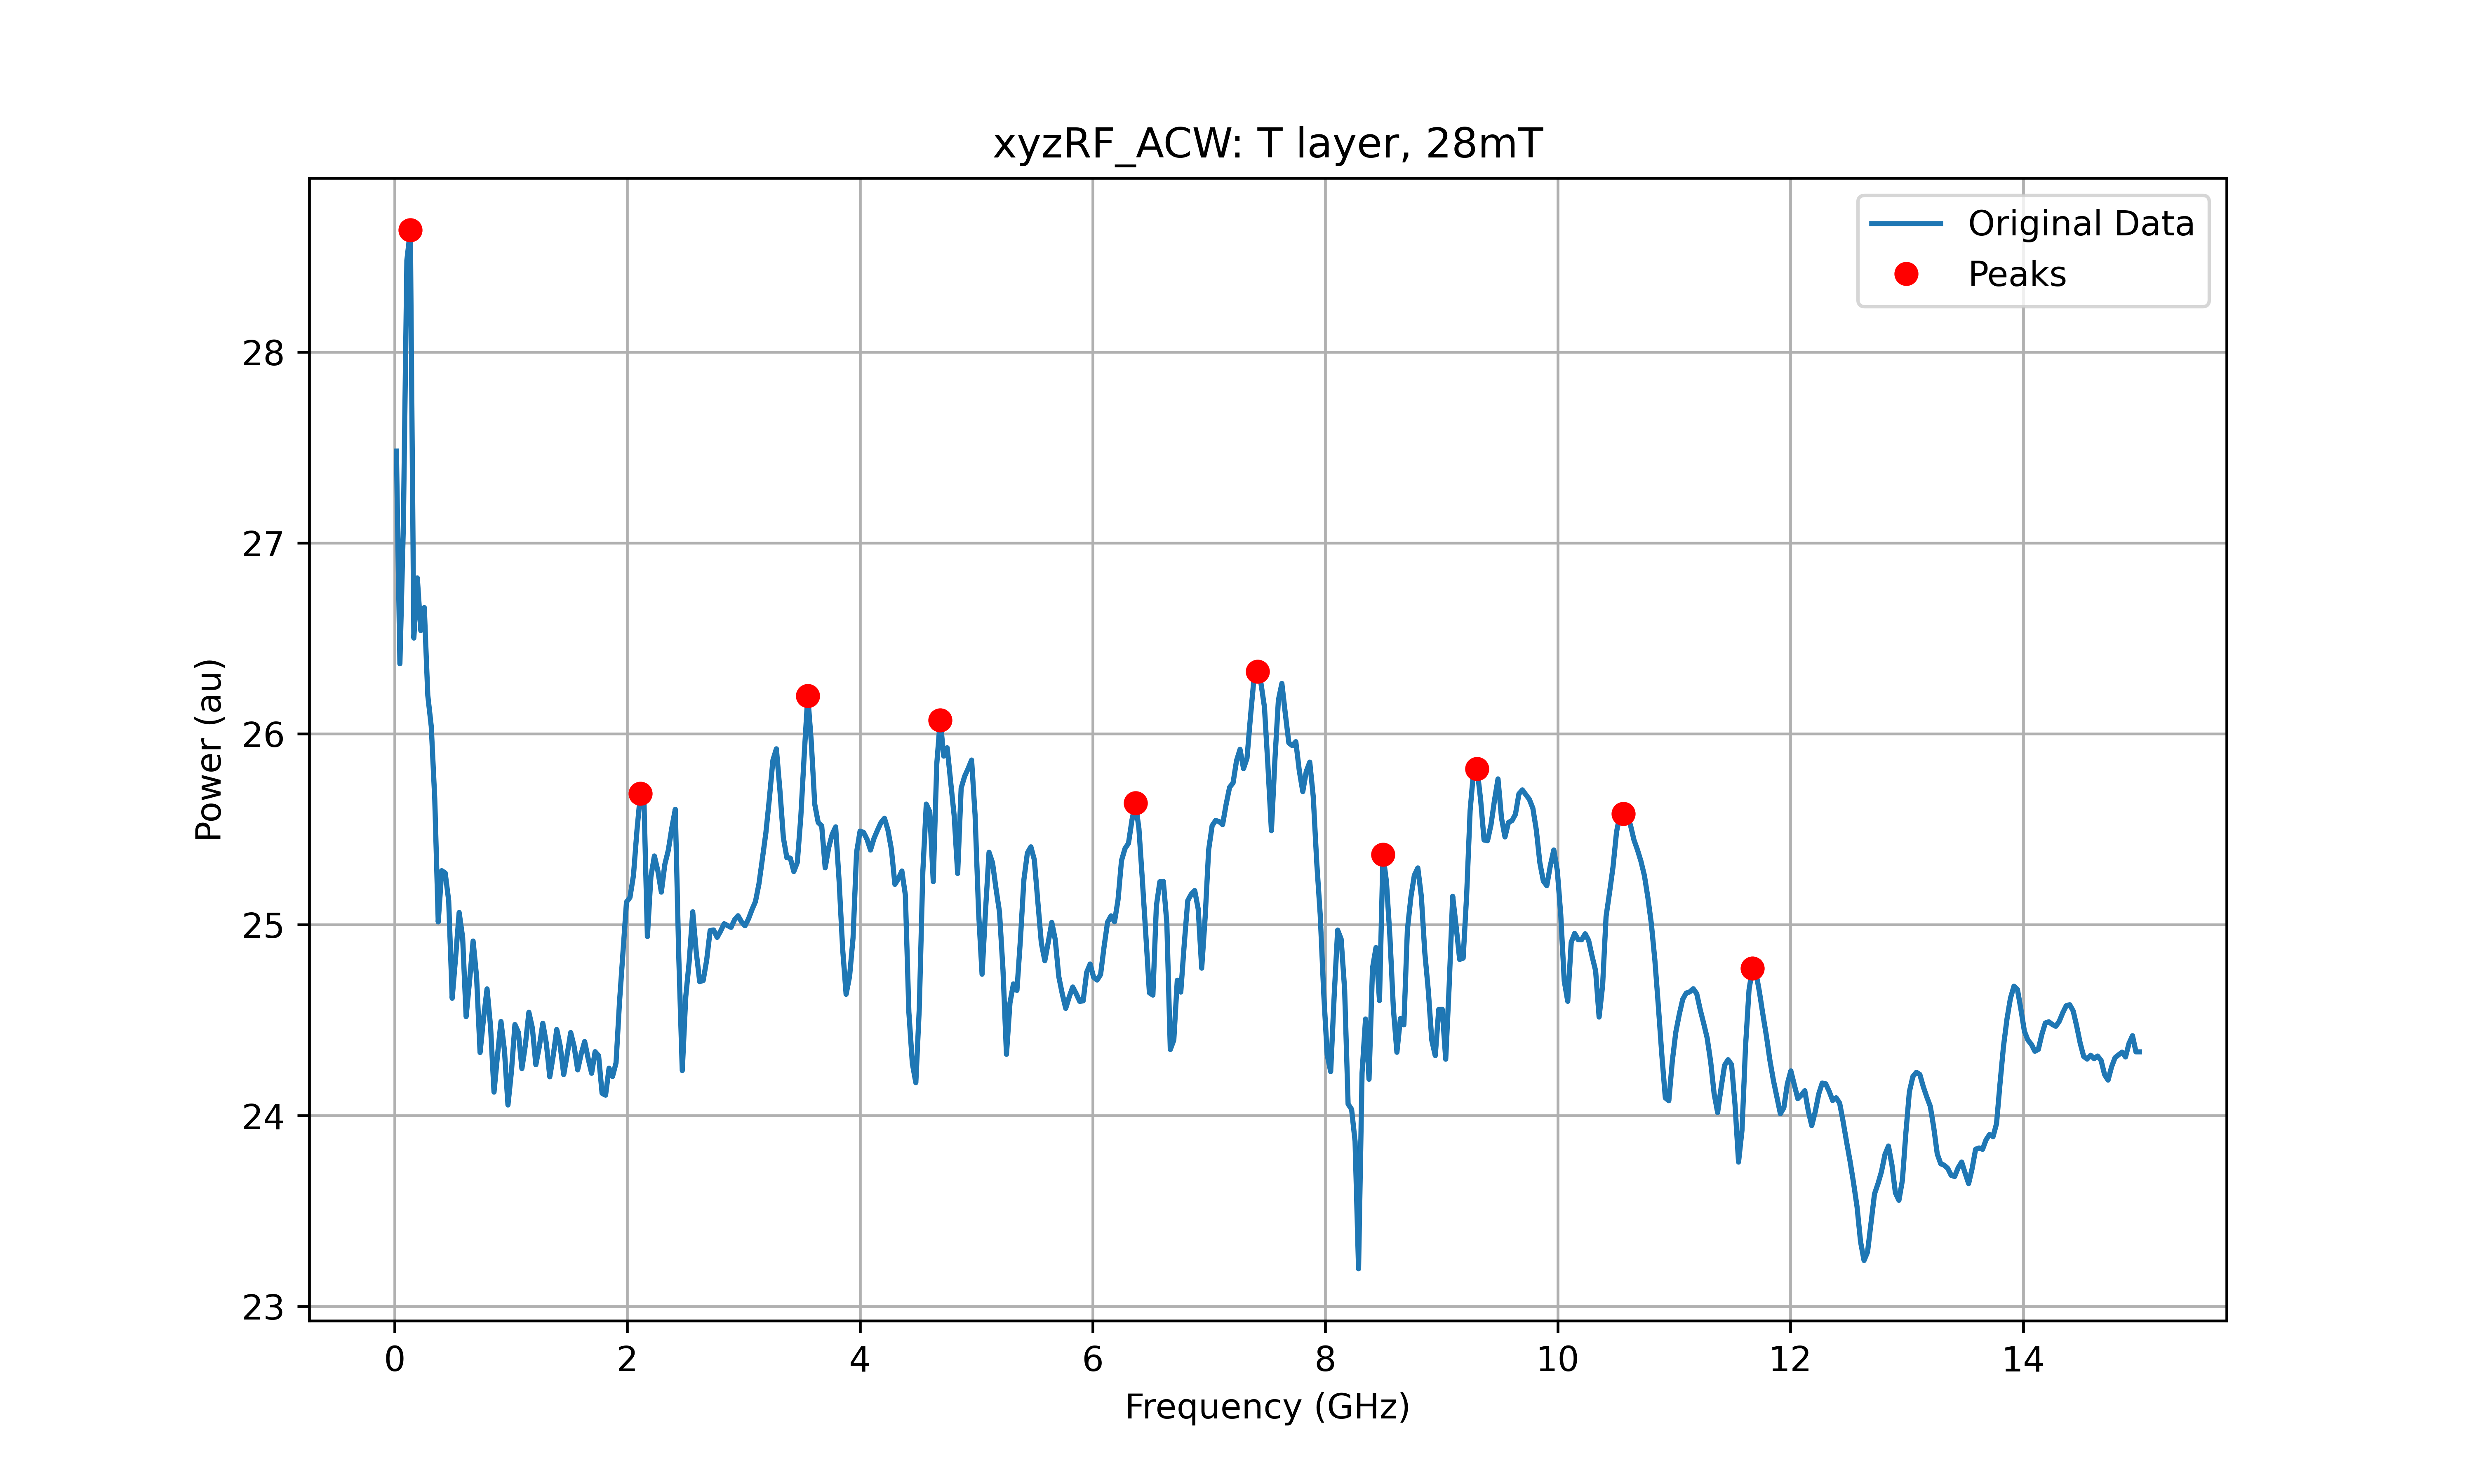 xyzRF_ACW: T layer, 28mT
Original Data
Peaks
Power (au)
28
27
26
25
24
23
0 2 4 6 8 10 12 14
Frequency (GHz)